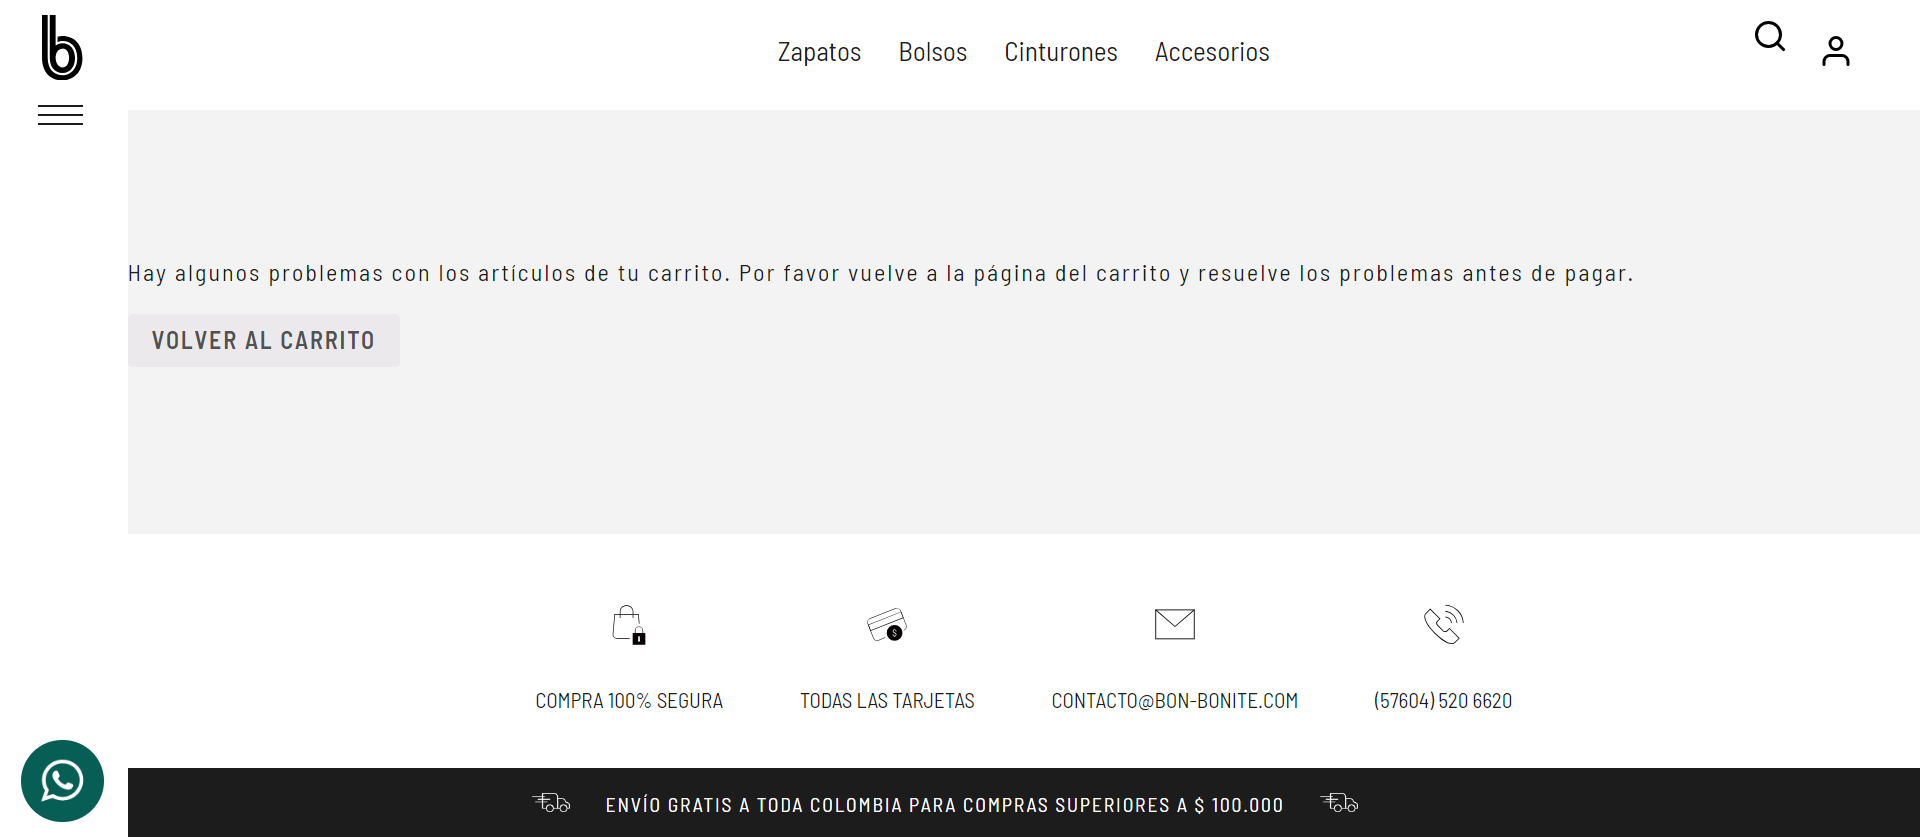 b
Zapatos Bolsos Cinturones Accesorios
Hay algunos problemas con los artículos de tu carrito. Por favor vuelve a la página del carrito y resuelve los problemas antes de pagar.
VOLVER AL CARRITO
$
COMPRA 100% SEGURA TODAS LAS TARJETAS CONTACTO@BON-BONITE.COM (57604) 520 6620
ENVÍO GRATIS A TODA COLOMBIA PARA COMPRAS SUPERIORES A $ 100.000